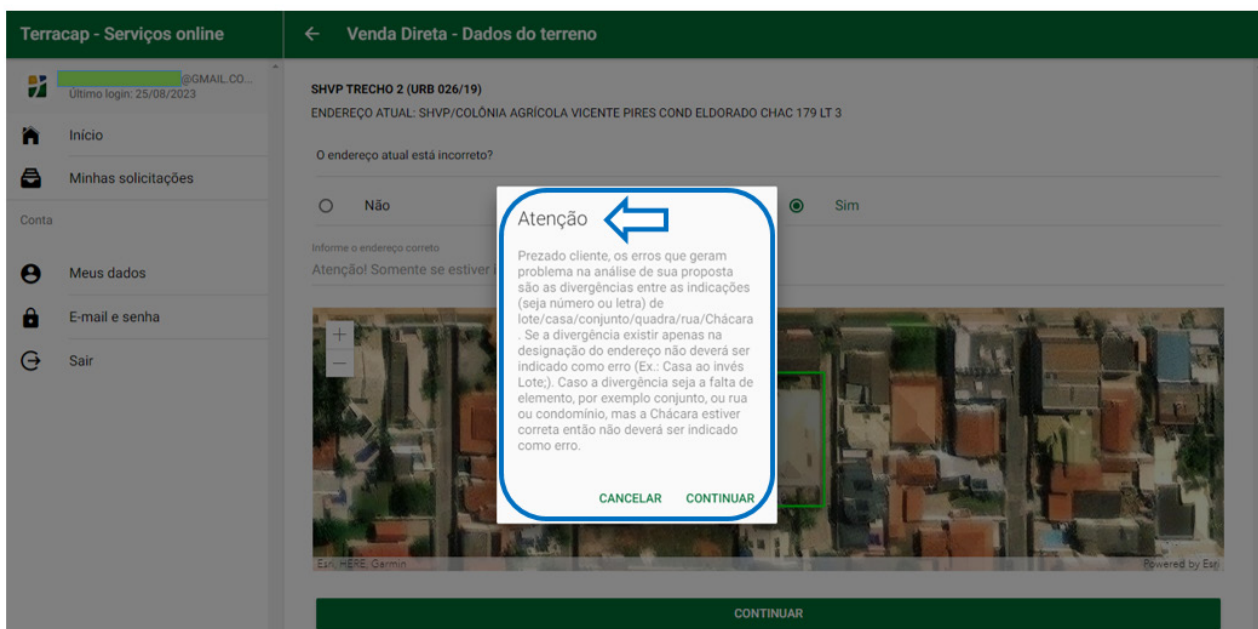 Terracap - Serviços online
Venda Direta - Dados do terreno
@GMAIL.CO...
Último login: 25/08/2023
Início
Minhas solicitações
Conta
Meus dados
E-mail e senha
Sair
SHVP TRECHO 2 (URB 026/19)
ENDEREÇO ATUAL: SHVP/COLÔNIA AGRÍCOLA VICENTE PIRES COND ELDORADO CHAC 179 LT 3
O endereço atual está incorreto?
Não
Sim
Informe o endereço correto
Atenção! Somente se estiver i
Atenção
Prezado cliente, os erros que geram
problema na análise de sua proposta
são as divergências entre as indicações
(seja número ou letra) de
lote/casa/conjunto/quadra/rua/Chácara
. Se a divergência existir apenas na
designação do endereço não deverá ser
indicado como erro (Ex.: Casa ao invés
Lote;). Caso a divergência seja a falta de
elemento, por exemplo conjunto, ou rua
ou condomínio, mas a Chácara estiver
correta então não deverá ser indicado
como erro.
CANCELAR CONTINUAR
Esri, HERE, Garmin
Powered by Esri
CONTINUAR